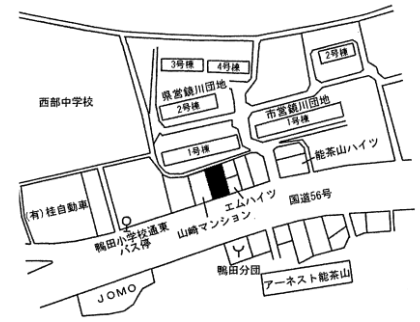 3号棟
4号棟
2号棟
西部中学校
県営鏡川団地
2号棟
市営鏡川団地
1号棟
1号棟
能茶山ハイツ
エムハイツ
国道56号
(有)桂自動車
山崎マンション
鴨田小学校通東
バス停
鴨田分団
アーネスト能茶山
JOMO